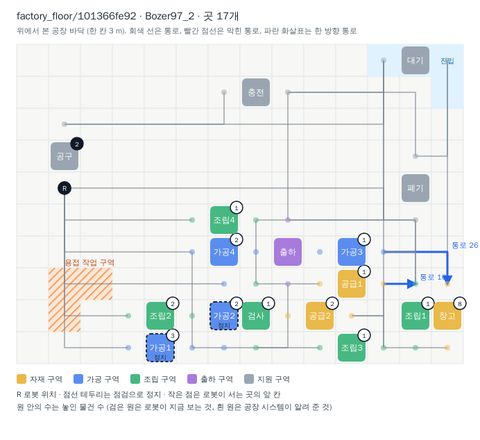 factory_floor/101366fe92 · Bozer97_2 · 곳 17개
위에서 본 공장 바닥 (한 칸 3 m). 회색 선은 통로, 빨간 점선은 막힌 통로, 파란 화살표는 한 방향 통로
대기
진입
충전
2
공구
R
폐기
1
조립4
2
가공4
출하
1
가공3
통로 26
용접 작업 구역
1
공급1
통로 1
2
조립2
2
가공2
정지
1
검사
2
공급2
1
조립1
8
창고
3
가공1
정지
1
조립3
자재 구역
가공 구역
조립 구역
출하 구역
지원 구역
R 로봇 위치 · 점선 테두리는 점검으로 정지 · 작은 점은 로봇이 서는 곳의 앞 칸
원 안의 수는 놓인 물건 수 (검은 원은 로봇이 지금 보는 것, 흰 원은 공장 시스템이 알려 준 것)